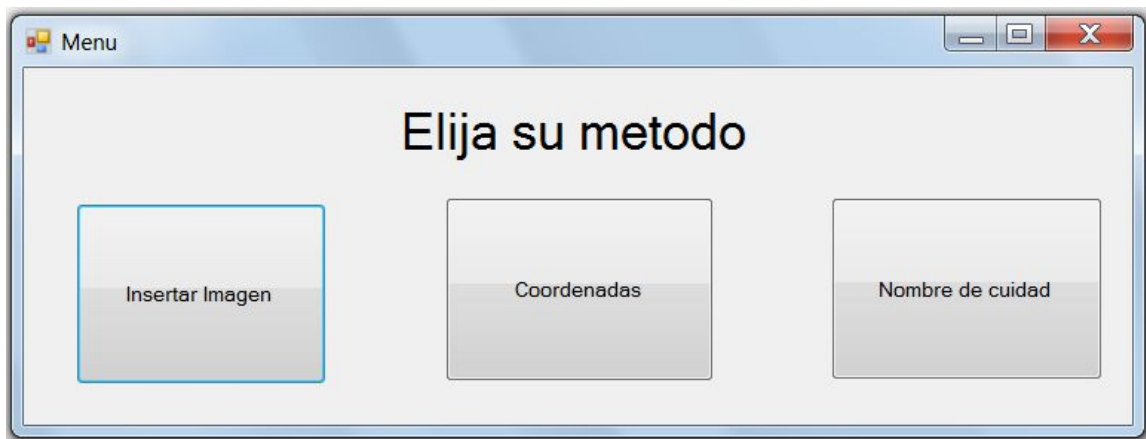 Menu
Elija su metodo
Insertar Imagen
Coordenadas
Nombre de cuidad